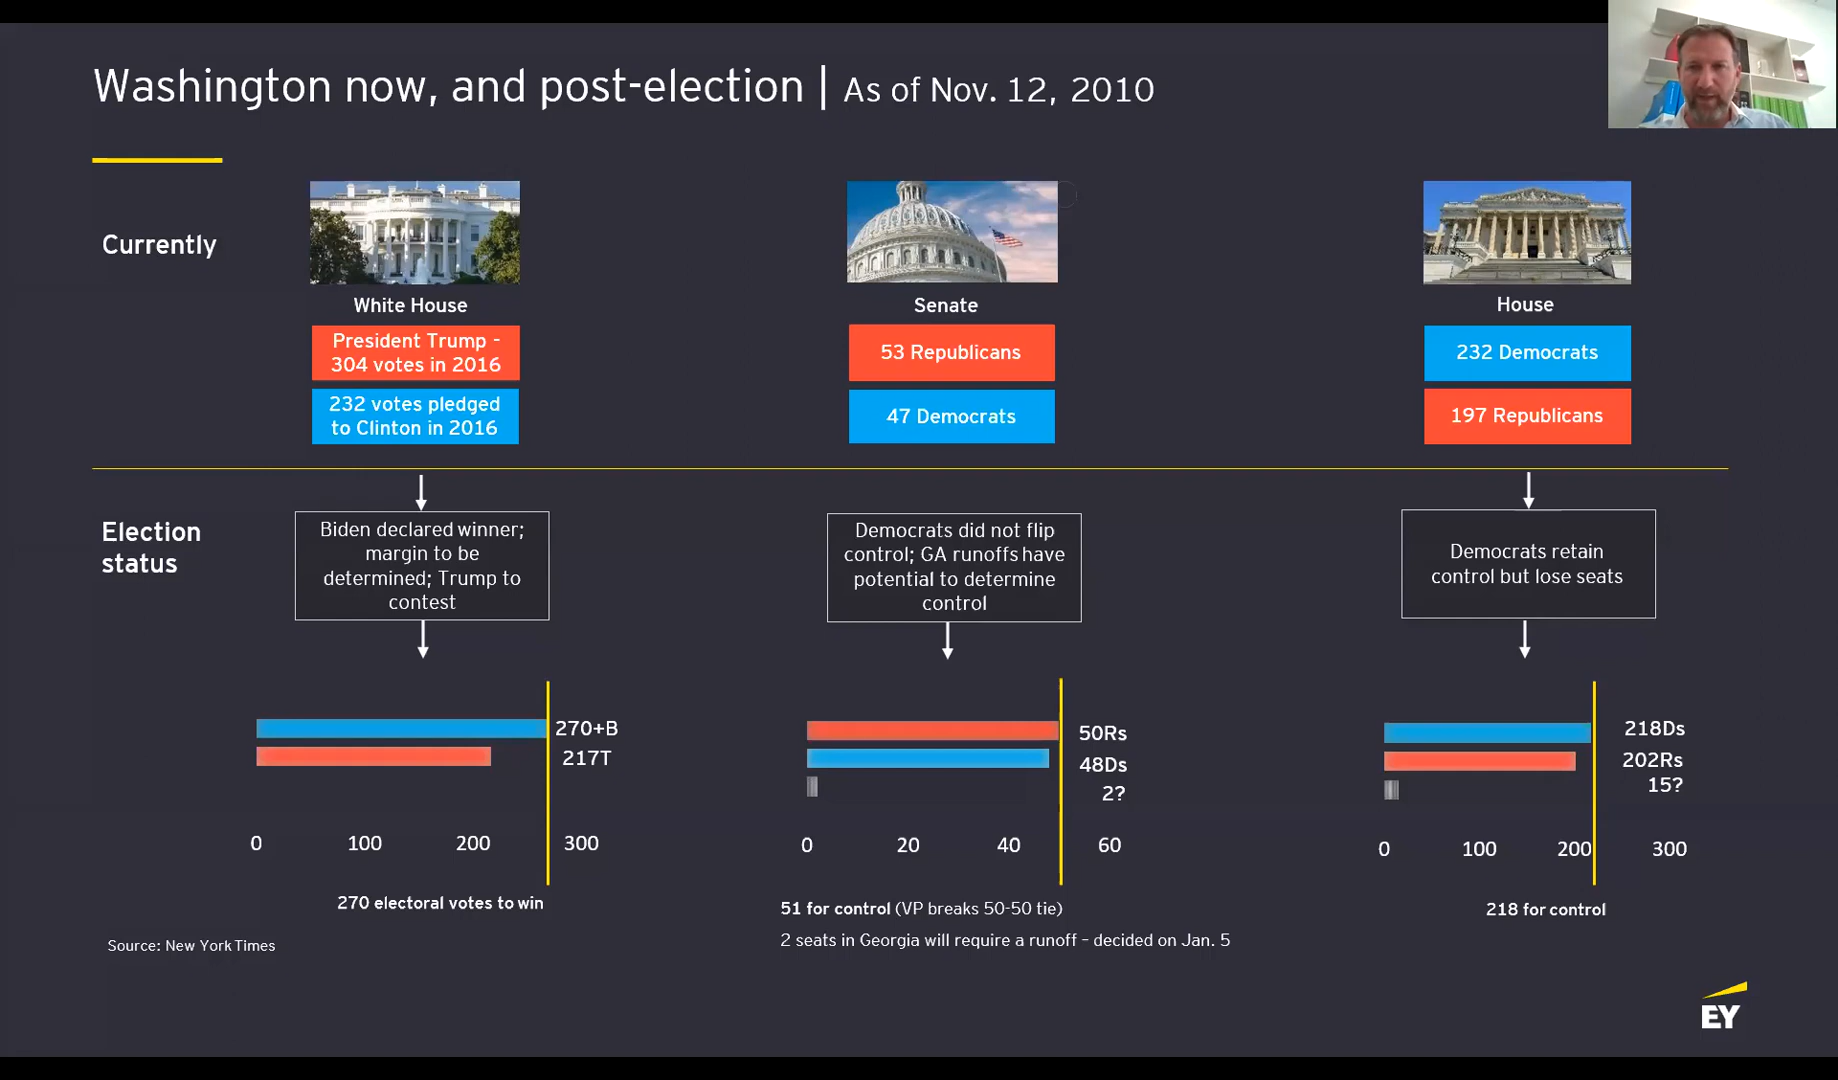 Washington now, and post-election | As of Nov. 12, 2010
Currently
White House
President Trump -
304 votes in 2016
232 votes pledged
to Clinton in 2016
Senate
53 Republicans
47 Democrats
House
232 Democrats
197 Republicans
Election
status
Biden declared winner;
margin to be
determined; Trump to
contest
Democrats did not flip
control; GA runoffs have
potential to determine
control
Democrats retain
control but lose seats
270+B
217T
0 100 200 300
270 electoral votes to win
50Rs
48Ds
2?
0 20 40 60
51 for control (VP breaks 50-50 tie)
2 seats in Georgia will require a runoff – decided on Jan. 5
218Ds
202Rs
15?
0 100 200 300
218 for control
Source: New York Times
EY